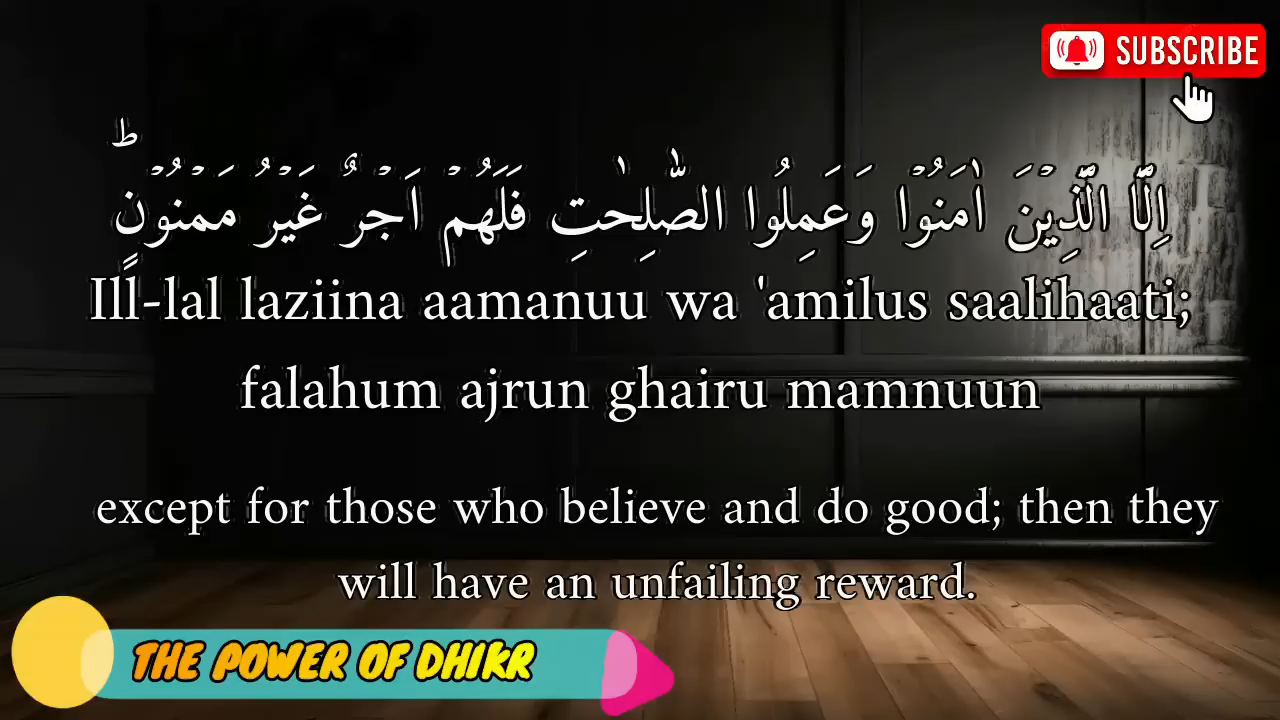 SUBSCRIBE
اِلَّا الَّذِيْنَ اٰمَنُوْا وَعَمِلُوا الصّٰلِحٰتِ فَلَهُمْ اَجْرٌ غَيْرُ مَمْنُوْنٍؕ
Illl-lal laziina aamanuu wa 'amilus saalihaati;
falahum ajrun ghairu mamnuun
except for those who believe and do good; then they
will have an unfailing reward.
THE POWER OF DHIKR